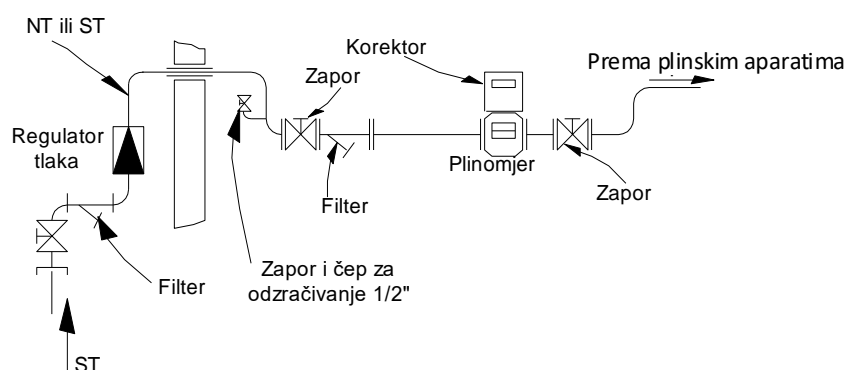 NT ili ST
Korektor
Zapor
Prema plinskim aparatima
Regulator
tlaka
Plinomjer
Zapor
Filter
Filter
Zapor i čep za
odzračivanje 1/2"
ST